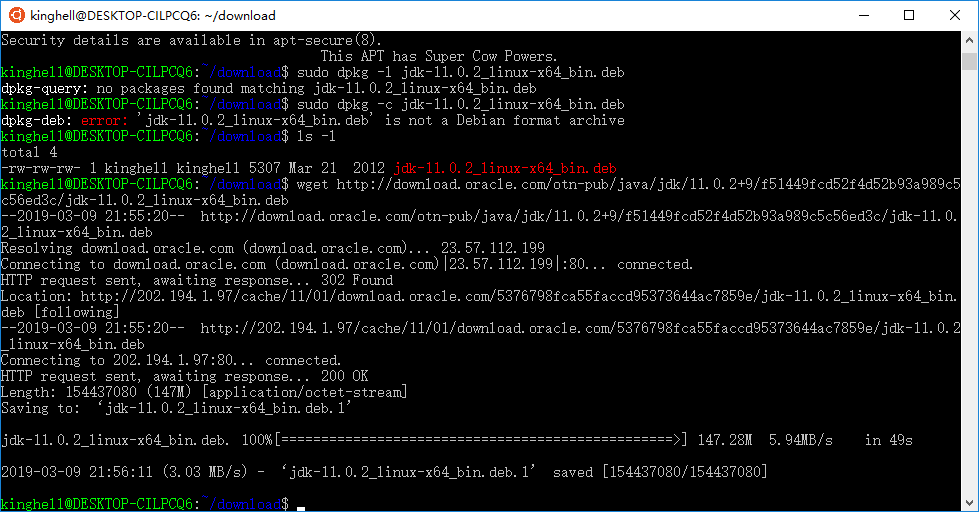 kinghell@DESKTOP-CILPCQ6: ~/download
Security details are available in apt-secure(8).
This APT has Super Cow Powers.
kinghell@DESKTOP-CILPCQ6:~/download$ sudo dpkg -l jdk-11.0.2_linux-x64_bin.deb
dpkg-query: no packages found matching jdk-11.0.2_linux-x64_bin.deb
kinghell@DESKTOP-CILPCQ6:~/download$ sudo dpkg -c jdk-11.0.2_linux-x64_bin.deb
dpkg-deb: error: 'jdk-11.0.2_linux-x64_bin.deb' is not a Debian format archive
kinghell@DESKTOP-CILPCQ6:~/download$ ls -l
total 4
-rw-rw-rw- 1 kinghell kinghell 5307 Mar 21  2012 jdk-11.0.2_linux-x64_bin.deb
kinghell@DESKTOP-CILPCQ6:~/download$ wget http://download.oracle.com/otn-pub/java/jdk/11.0.2+9/f51449fcd52f4d52b93a989c5
c56ed3c/jdk-11.0.2_linux-x64_bin.deb
--2019-03-09 21:55:20--  http://download.oracle.com/otn-pub/java/jdk/11.0.2+9/f51449fcd52f4d52b93a989c5c56ed3c/jdk-11.0.
2_linux-x64_bin.deb
Resolving download.oracle.com (download.oracle.com)... 23.57.112.199
Connecting to download.oracle.com (download.oracle.com)|23.57.112.199|:80... connected.
HTTP request sent, awaiting response... 302 Found
Location: http://202.194.1.97/cache/11/01/download.oracle.com/5376798fca55faccd95373644ac7859e/jdk-11.0.2_linux-x64_bin.
deb [following]
--2019-03-09 21:55:20--  http://202.194.1.97/cache/11/01/download.oracle.com/5376798fca55faccd95373644ac7859e/jdk-11.0.2
_linux-x64_bin.deb
Connecting to 202.194.1.97:80... connected.
HTTP request sent, awaiting response... 200 OK
Length: 154437080 (147M) [application/octet-stream]
Saving to: ‘jdk-11.0.2_linux-x64_bin.deb.1’
jdk-11.0.2_linux-x64_bin.deb. 100%[=================================================>] 147.28M  5.94MB/s    in 49s
2019-03-09 21:56:11 (3.03 MB/s) - ‘jdk-11.0.2_linux-x64_bin.deb.1’ saved [154437080/154437080]
kinghell@DESKTOP-CILPCQ6:~/download$